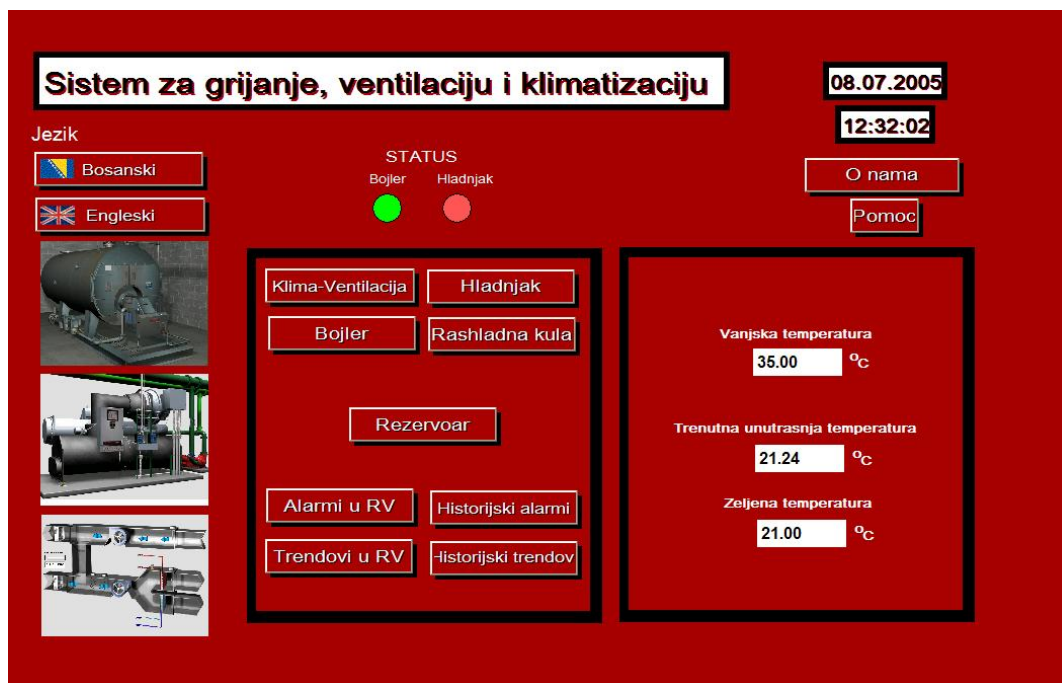 Sistem za grijanje, ventilaciju i klimatizaciju
08.07.2005
12:32:02
Jezik
Bosanski
Engleski
STATUS
Bojler Hladnjak
O nama
Pomoc
Klima-Ventilacija Hladnjak
Bojler Rashladna kula
Rezervoar
Alarmi u RV Historijski alarmi
Trendovi u RV Historijski trendov
Vanjska temperatura
35.00 °C
Trenutna unutrasnja temperatura
21.24 °C
Zeljena temperatura
21.00 °C